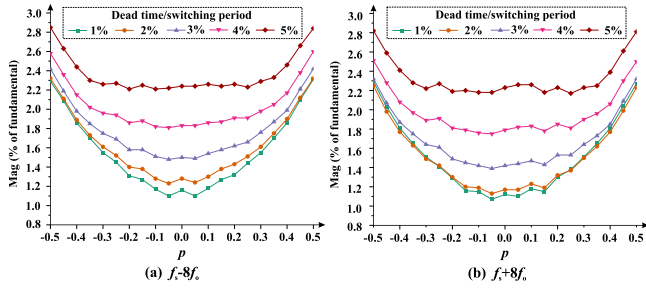 Dead time/switching period
1% 2% 3% 4% 5%
Mag (% of fundamental)
3.0
2.8
2.6
2.4
2.2
2.0
1.8
1.6
1.4
1.2
1.0
0.8
-0.5 -0.4 -0.3 -0.2 -0.1 0.0 0.1 0.2 0.3 0.4 0.5
p
(a) fs-8fo
Dead time/switching period
1% 2% 3% 4% 5%
Mag (% of fundamental)
3.0
2.8
2.6
2.4
2.2
2.0
1.8
1.6
1.4
1.2
1.0
0.8
-0.5 -0.4 -0.3 -0.2 -0.1 0.0 0.1 0.2 0.3 0.4 0.5
p
(b) fs+8fo